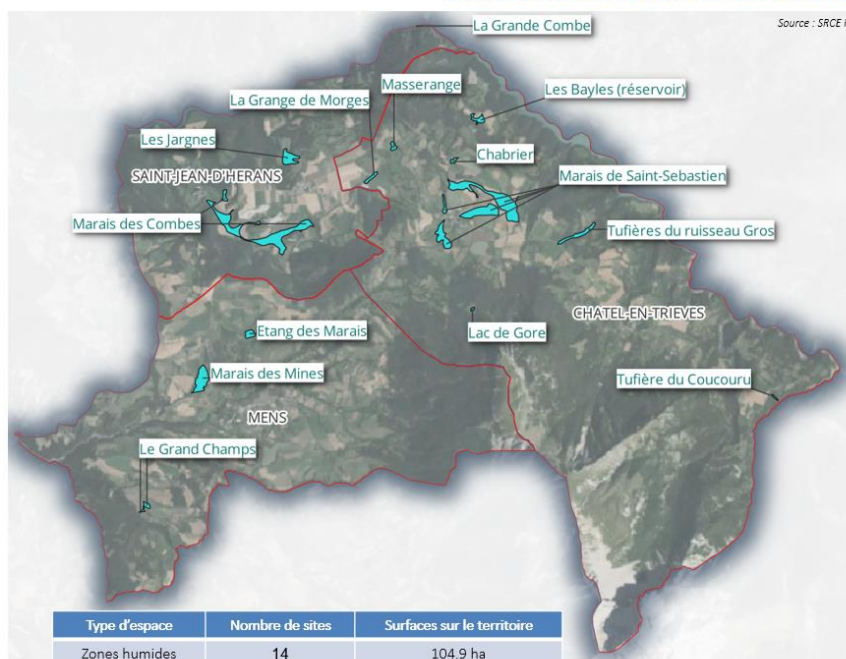 La Grande Combe
Source : SRCE
Masserange
Les Bayles (réservoir)
La Grange de Morges
Les Jargnes
Chabrier
SAINT-JEAN-D'HERANS
Marais de Saint-Sebastien
Marais des Combes
Tufières du ruisseau Gros
CHATEL-EN-TRIEVES
Etang des Marais
Lac de Gore
Marais des Mines
Tufière du Coucouru
MENS
Le Grand Champs
Type d'espace Nombre de sites Surfaces sur le territoire
Zones humides 14 104.9 ha